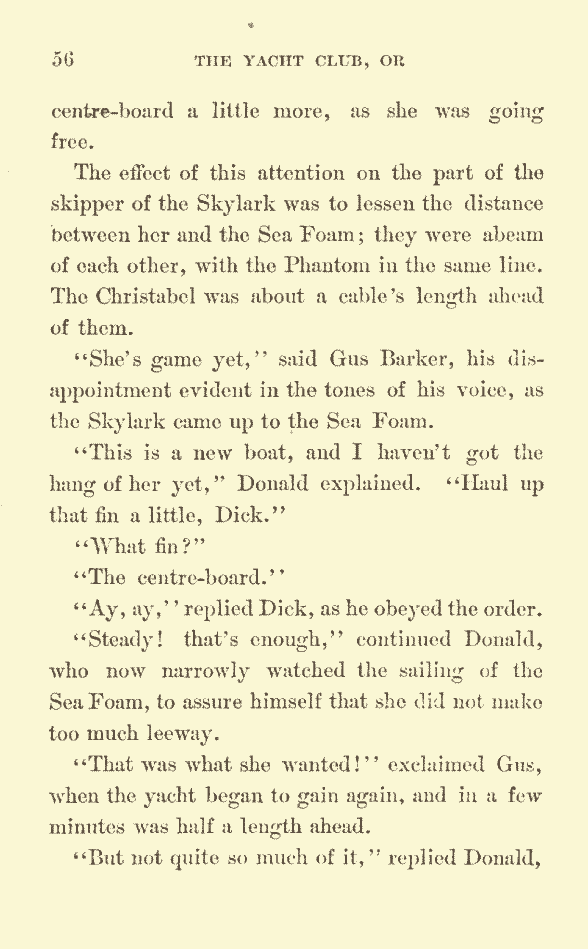 56 THE YACHT CLUB, OR
centre-board a little more, as she was going
free.
The effect of this attention on the part of the
skipper of the Skylark was to lessen the distance
between her and the Sea Foam; they were abeam
of each other, with the Phantom in the same line.
The Christabel was about a cable's length ahead
of them.
"She's game yet," said Gus Barker, his dis-
appointment evident in the tones of his voice, as
the Skylark came up to the Sea Foam.
"This is a new boat, and I haven't got the
hang of her yet," Donald explained. "Haul up
that fin a little, Dick."
"What fin?"
"The centre-board."
"Ay, ay," replied Dick, as he obeyed the order.
"Steady! that's enough," continued Donald,
who now narrowly watched the sailing of the
Sea Foam, to assure himself that she did not make
too much leeway.
"That was what she wanted!" exclaimed Gus,
when the yacht began to gain again, and in a few
minutes was half a length ahead.
"But not quite so much of it," replied Donald,